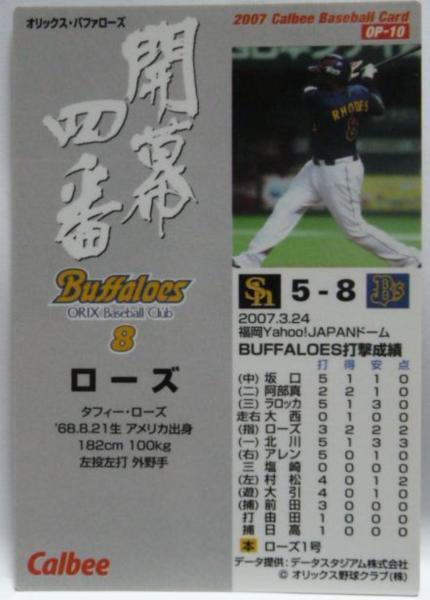 オリックス・バファローズ
開幕
四番
Buffaloes
ORIX Baseball Club
8
ローズ
タフィー・ローズ
'68.8.21生 アメリカ出身
182cm 100kg
左投左打 外野手
Calbee
2007 Calbee Baseball Card
OP-10
RHODES
8
SH 5-8 Bs
2007.3.24
福岡Yahoo!JAPANドーム
BUFFALOES打撃成績
打 得 安 点
(中) 坂口 5 1 1 0
(二) 阿部真 2 2 1 0
(三) ラロッカ 5 1 3 0
走右 大西 0 1 0 0
(指) ローズ 3 2 2 2
(一) 北川 5 1 3 3
(右) アレン 5 0 1 0
三 塩崎 0 0 0 0
(左) 村松 4 0 1 2
(遊) 大引 4 0 1 0
(捕) 前田 3 0 0 0
打 由田 1 0 0 0
捕 日高 1 0 0 0
本 ローズ1号
データ提供:データスタジアム株式会社
© オリックス野球クラブ(株)